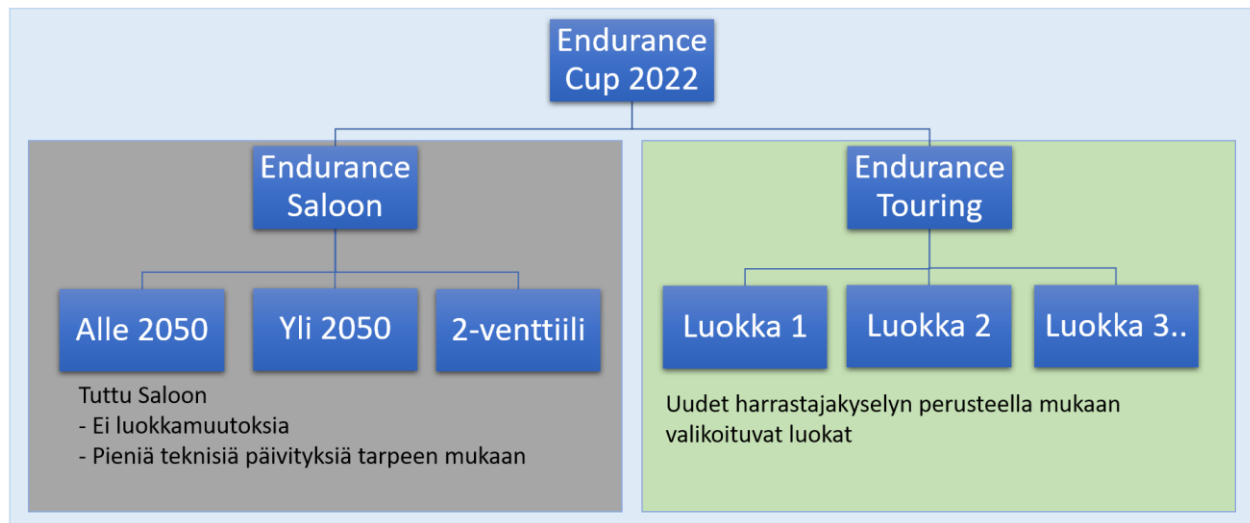 Endurance
Cup 2022
Endurance
Saloon
Endurance
Touring
Alle 2050
Yli 2050
2-venttiili
Luokka 1
Luokka 2
Luokka 3..
Tuttu Saloon
- Ei luokkamuutoksia
- Pieniä teknisiä päivityksiä tarpeen mukaan
Uudet harrastajakyselyn perusteella mukaan
valikoituvat luokat